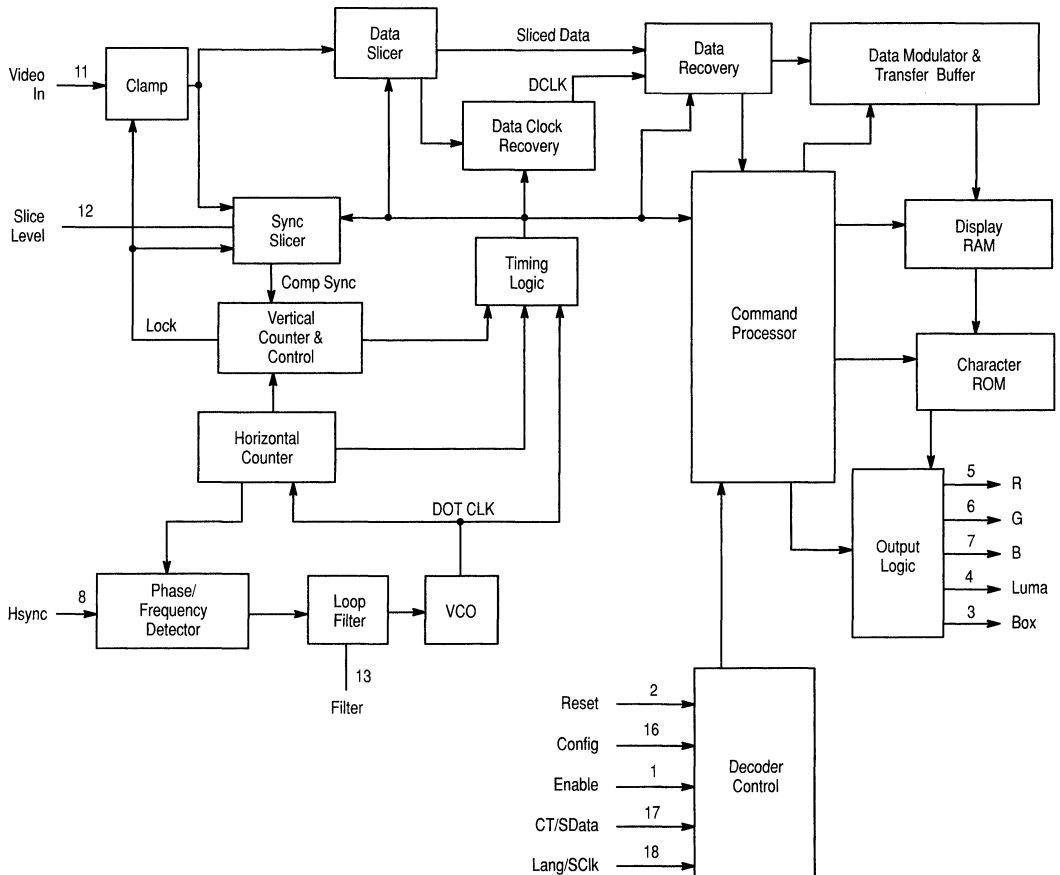 Data
Slicer
Sliced Data
Data
Recovery
Data Modulator &
Transfer Buffer
Video
In
11
Clamp
DCLK
Data Clock
Recovery
Slice
Level
12
Sync
Slicer
Comp Sync
Timing
Logic
Command
Processor
Display
RAM
Lock
Vertical
Counter &
Control
Character
ROM
Horizontal
Counter
DOT CLK
Output
Logic
5
R
6
G
7
B
4
Luma
3
Box
Hsync
8
Phase/
Frequency
Detector
Loop
Filter
VCO
13
Filter
Reset
2
Config
16
Enable
1
CT/SData
17
Lang/SClk
18
Decoder
Control